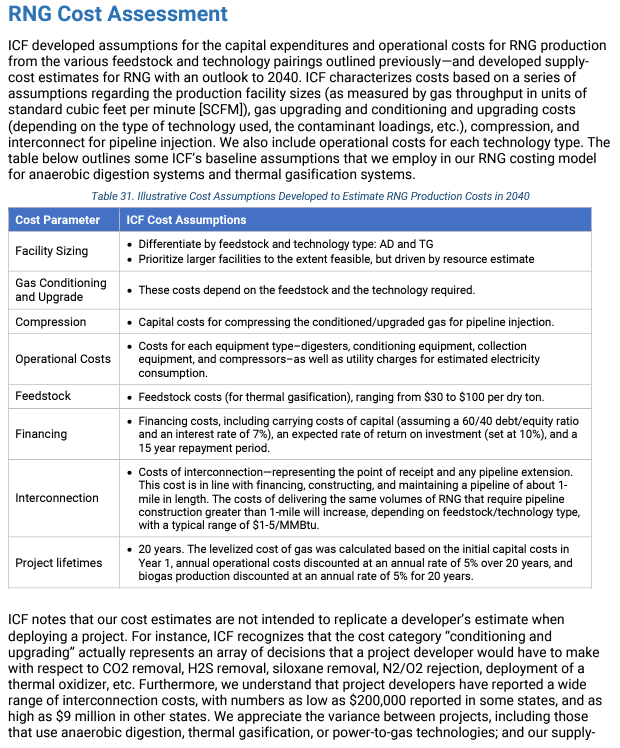 RNG Cost Assessment
ICF developed assumptions for the capital expenditures and operational costs for RNG production
from the various feedstock and technology pairings outlined previously—and developed supply-
cost estimates for RNG with an outlook to 2040. ICF characterizes costs based on a series of
assumptions regarding the production facility sizes (as measured by gas throughput in units of
standard cubic feet per minute [SCFM]), gas upgrading and conditioning and upgrading costs
(depending on the type of technology used, the contaminant loadings, etc.), compression, and
interconnect for pipeline injection. We also include operational costs for each technology type. The
table below outlines some ICF's baseline assumptions that we employ in our RNG costing model
for anaerobic digestion systems and thermal gasification systems.
Table 31. Illustrative Cost Assumptions Developed to Estimate RNG Production Costs in 2040
Cost Parameter ICF Cost Assumptions
Facility Sizing
• Differentiate by feedstock and technology type: AD and TG
• Prioritize larger facilities to the extent feasible, but driven by resource estimate
Gas Conditioning
and Upgrade
• These costs depend on the feedstock and the technology required.
Compression
• Capital costs for compressing the conditioned/upgraded gas for pipeline injection.
Operational Costs
• Costs for each equipment type–digesters, conditioning equipment, collection
equipment, and compressors–as well as utility charges for estimated electricity
consumption.
Feedstock
• Feedstock costs (for thermal gasification), ranging from $30 to $100 per dry ton.
Financing
• Financing costs, including carrying costs of capital (assuming a 60/40 debt/equity ratio
and an interest rate of 7%), an expected rate of return on investment (set at 10%), and a
15 year repayment period.
Interconnection
• Costs of interconnection—representing the point of receipt and any pipeline extension.
This cost is in line with financing, constructing, and maintaining a pipeline of about 1-
mile in length. The costs of delivering the same volumes of RNG that require pipeline
construction greater than 1-mile will increase, depending on feedstock/technology type,
with a typical range of $1-5/MMBtu.
Project lifetimes
• 20 years. The levelized cost of gas was calculated based on the initial capital costs in
Year 1, annual operational costs discounted at an annual rate of 5% over 20 years, and
biogas production discounted at an annual rate of 5% for 20 years.
ICF notes that our cost estimates are not intended to replicate a developer's estimate when
deploying a project. For instance, ICF recognizes that the cost category “conditioning and
upgrading” actually represents an array of decisions that a project developer would have to make
with respect to CO2 removal, H2S removal, siloxane removal, N2/O2 rejection, deployment of a
thermal oxidizer, etc. Furthermore, we understand that project developers have reported a wide
range of interconnection costs, with numbers as low as $200,000 reported in some states, and as
high as $9 million in other states. We appreciate the variance between projects, including those
that use anaerobic digestion, thermal gasification, or power-to-gas technologies; and our supply-